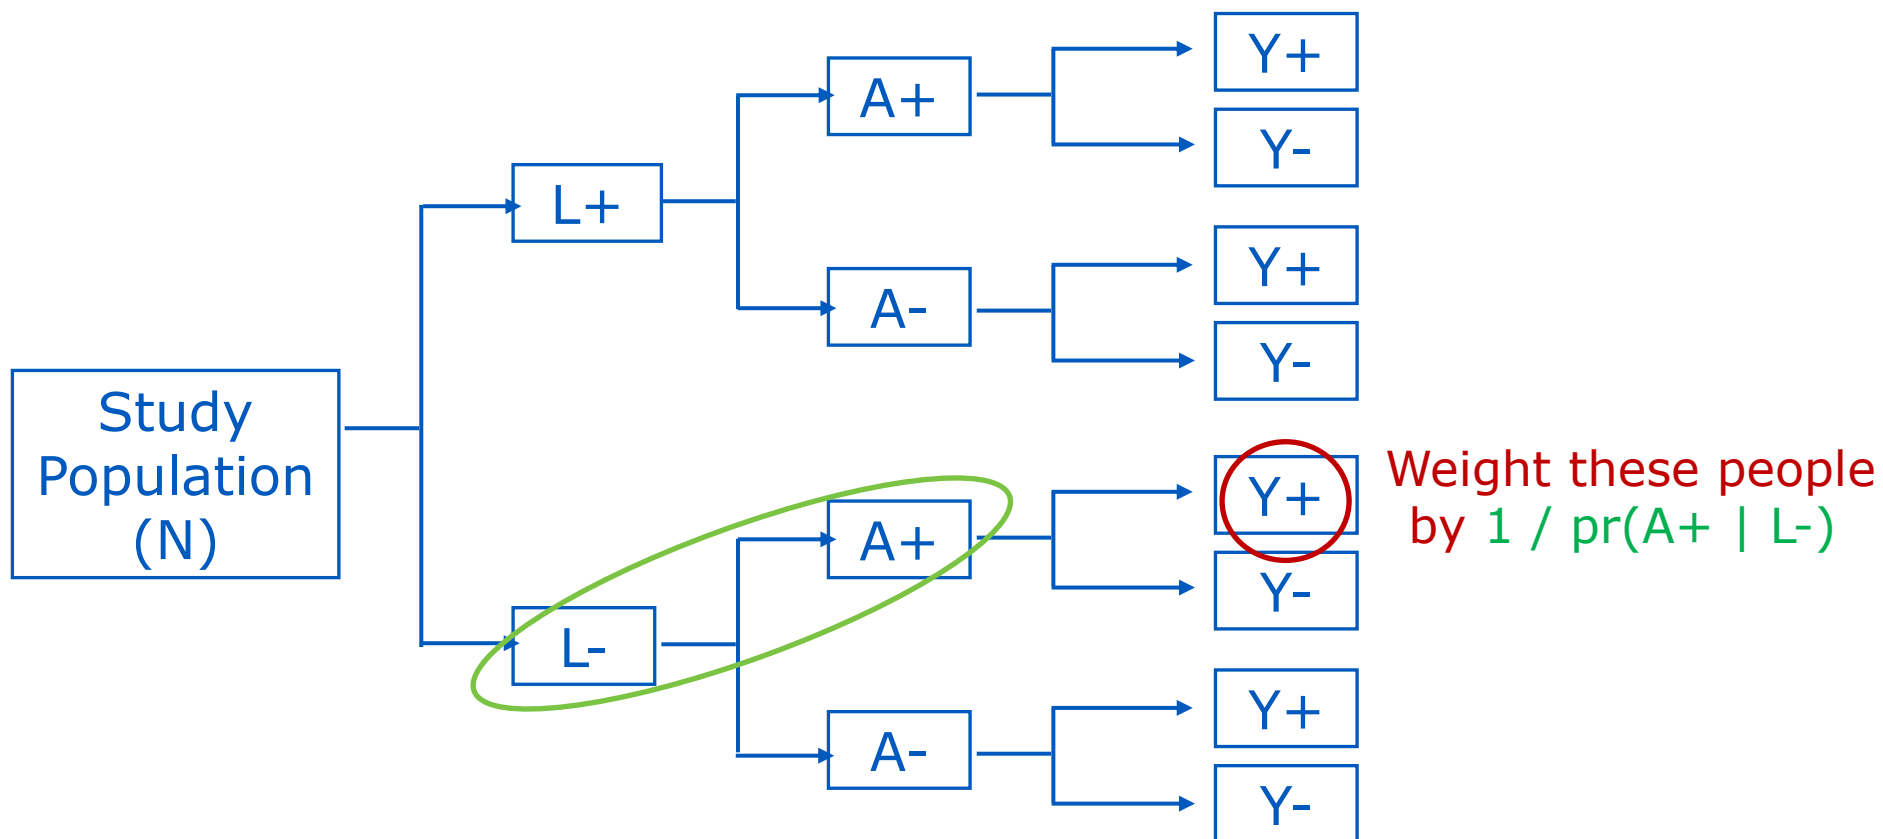 Study
Population
(N)
L+
L-
A+
A-
A+
A-
Y+
Y-
Y+
Y-
Y+
Y-
Y+
Y-
Weight these people
by 1 / pr(A+ | L-)